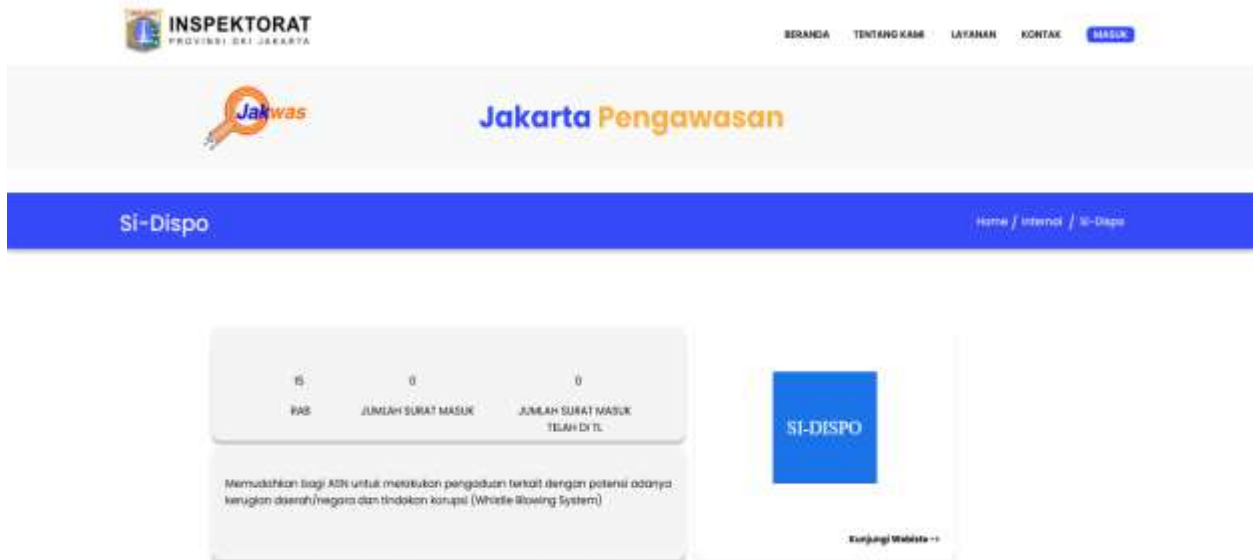 INSPEKTORAT
PROVINSI DKI JAKARTA
BERANDA TENTANG KAMI LAYANAN KONTAK MASUK
Jakwas
Jakarta Pengawasan
Si-Dispo
Home / Internal / Si-Dispo
15 0 0
RAB JUMLAH SURAT MASUK JUMLAH SURAT MASUK
TELAH DI TL
SI-DISPO
Memudahkan bagi ASN untuk melakukan pengaduan terkait dengan potensi adanya
kerugian daerah/negara dan tindakan korupsi (Whistle Blowing System)
Kunjungi Webiste ->